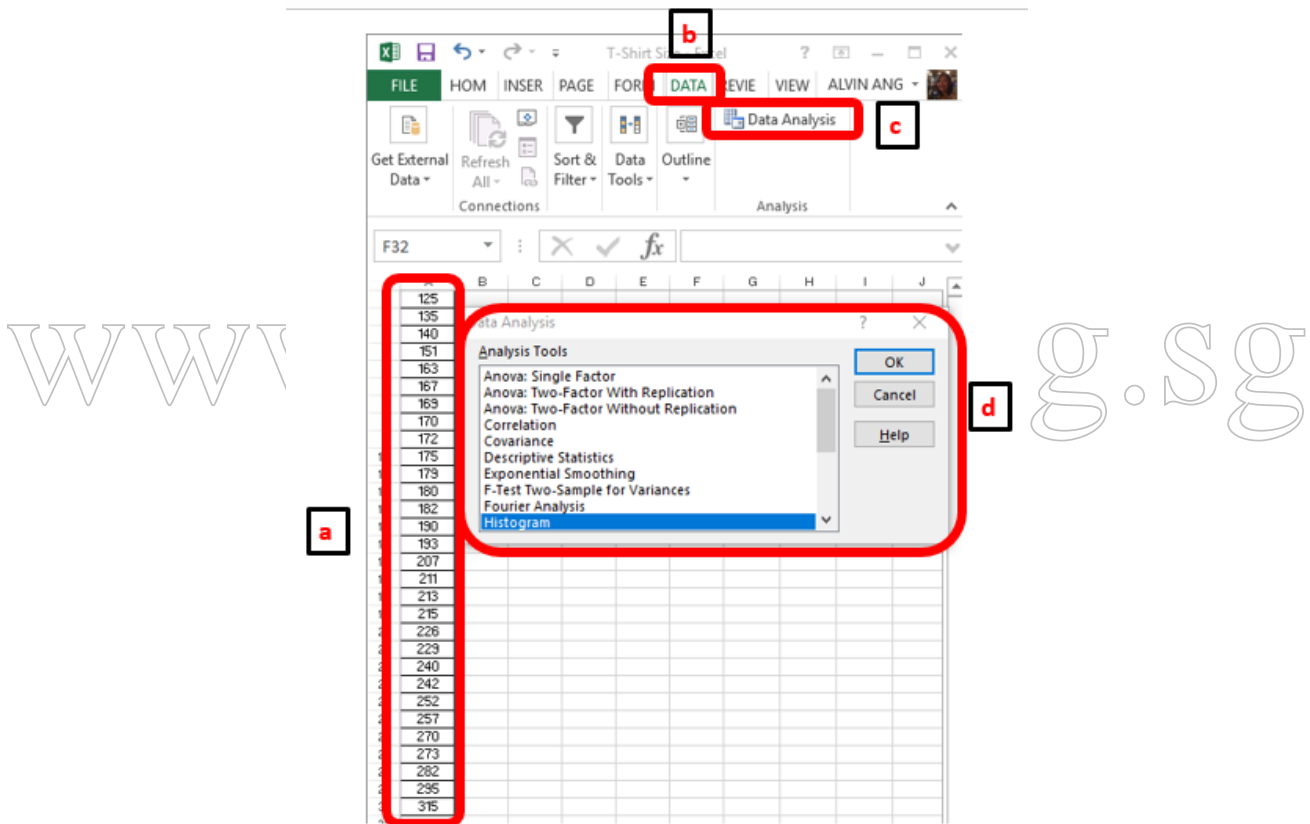 b
T-Shirt S
FILE HOM INSER PAGE FOR DATA REVIE VIEW ALVIN ANG
Data Analysis
c
Get External Data
Refresh All
Sort & Filter
Data Tools
Outline
Connections
Analysis
F32
fx
B C D E F G H I J
125
135
140
151
163
167
169
170
172
175
179
180
182
190
193
207
211
213
215
226
229
240
242
252
257
270
273
282
295
315
a
Data Analysis ?
Analysis Tools
Anova: Single Factor
Anova: Two-Factor With Replication
Anova: Two-Factor Without Replication
Correlation
Covariance
Descriptive Statistics
Exponential Smoothing
F-Test Two-Sample for Variances
Fourier Analysis
Histogram
OK
Cancel
Help
d
www
g.sg